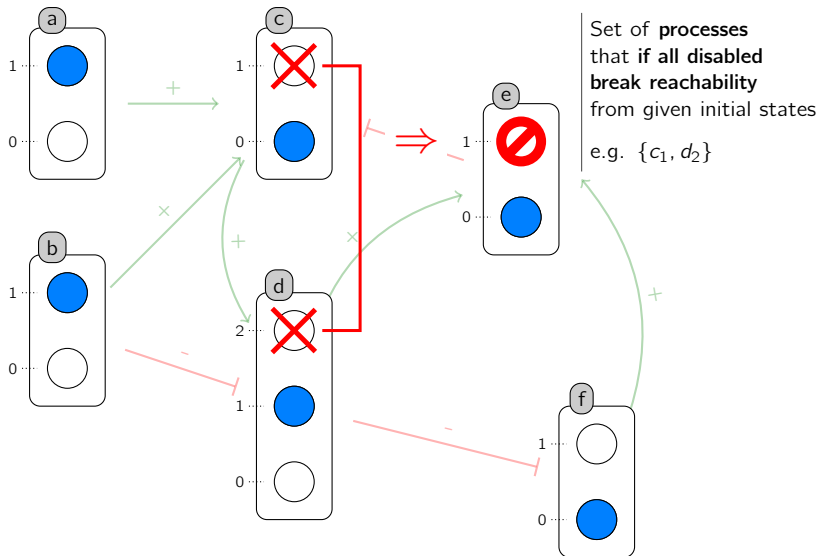 a
1
0
+
c
1
0
Set of processes
that if all disabled
break reachability
from given initial states
e.g. {c₁, d₂}
e
1
0
⇒
×
b
1
0
-
+
×
d
2
1
0
-
+
f
1
0